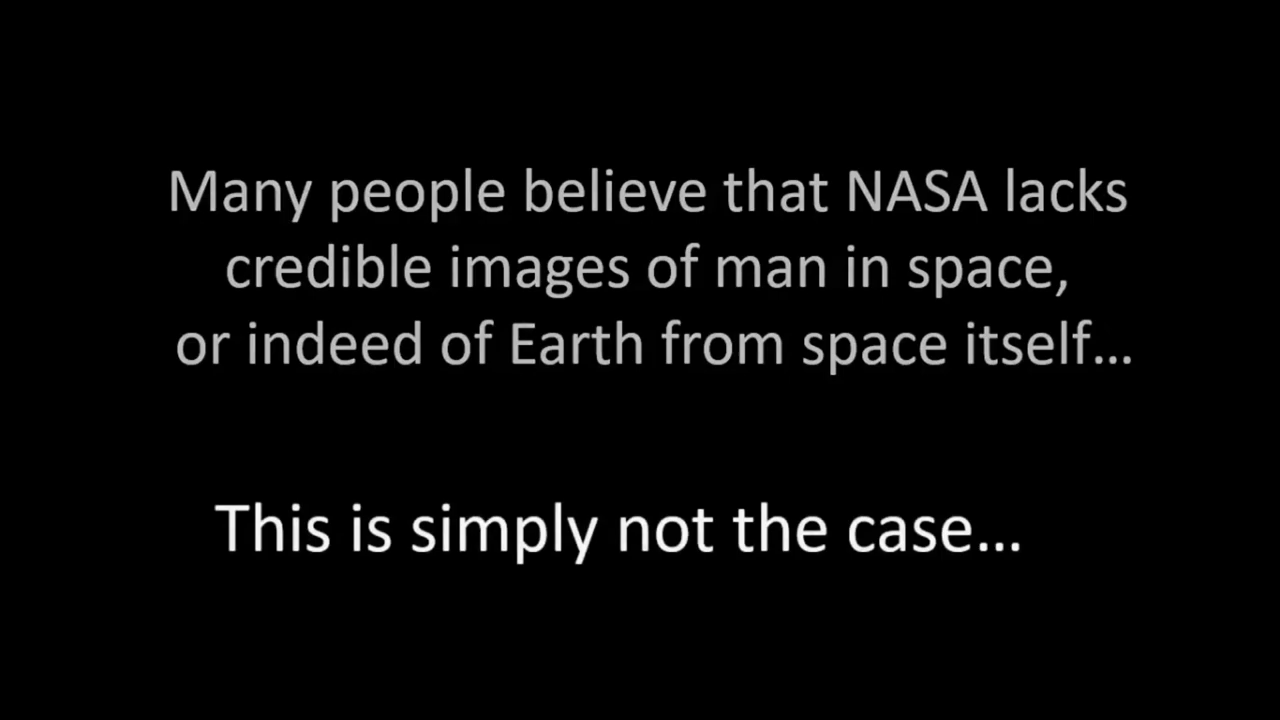 Many people believe that NASA lacks
credible images of man in space,
or indeed of Earth from space itself...
This is simply not the case...